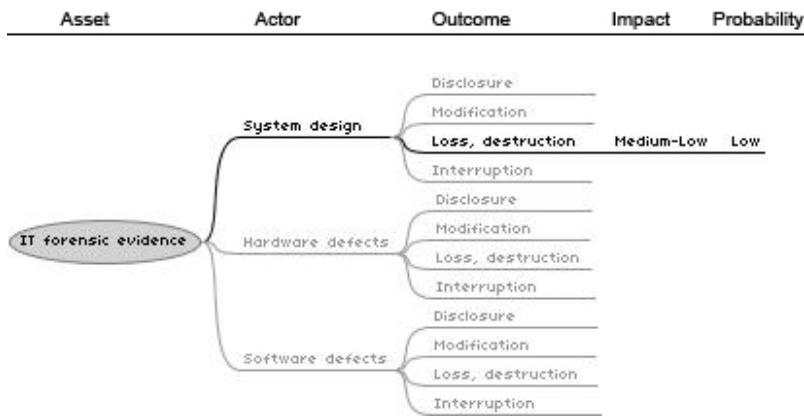 Asset Actor Outcome Impact Probability
Disclosure
Modification
System design
Loss, destruction Medium-Low Low
Interruption
Disclosure
Modification
IT forensic evidence
Hardware defects
Loss, destruction
Interruption
Disclosure
Modification
Software defects
Loss, destruction
Interruption